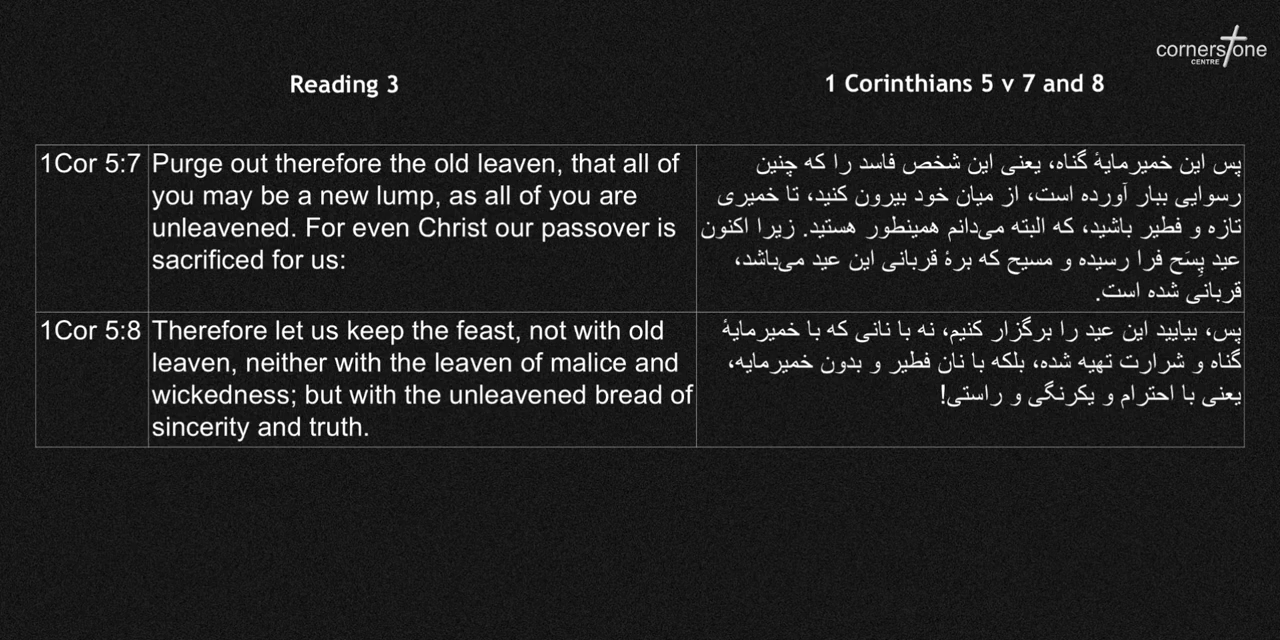 cornerstone
CENTRE
Reading 3
1 Corinthians 5 v 7 and 8
1Cor 5:7
Purge out therefore the old leaven, that all of
you may be a new lump, as all of you are
unleavened. For even Christ our passover is
sacrificed for us:
پس این خمیرمایهٔ گناه، یعنی این شخص فاسد را که چنین
رسوایی ببار آورده است، از میان خود بیرون کنید، تا خمیری
تازه و فطیر باشید، که البته می‌دانم همینطور هستید. زیرا اکنون
عید پِسَح فرا رسیده و مسیح که برهٔ قربانی این عید می‌باشد،
قربانی شده است.
1Cor 5:8
Therefore let us keep the feast, not with old
leaven, neither with the leaven of malice and
wickedness; but with the unleavened bread of
sincerity and truth.
پس، بیایید این عید را برگزار کنیم، نه با نانی که با خمیرمایهٔ
گناه و شرارت تهیه شده، بلکه با نان فطیر و بدون خمیرمایه،
یعنی با احترام و یکرنگی و راستی!